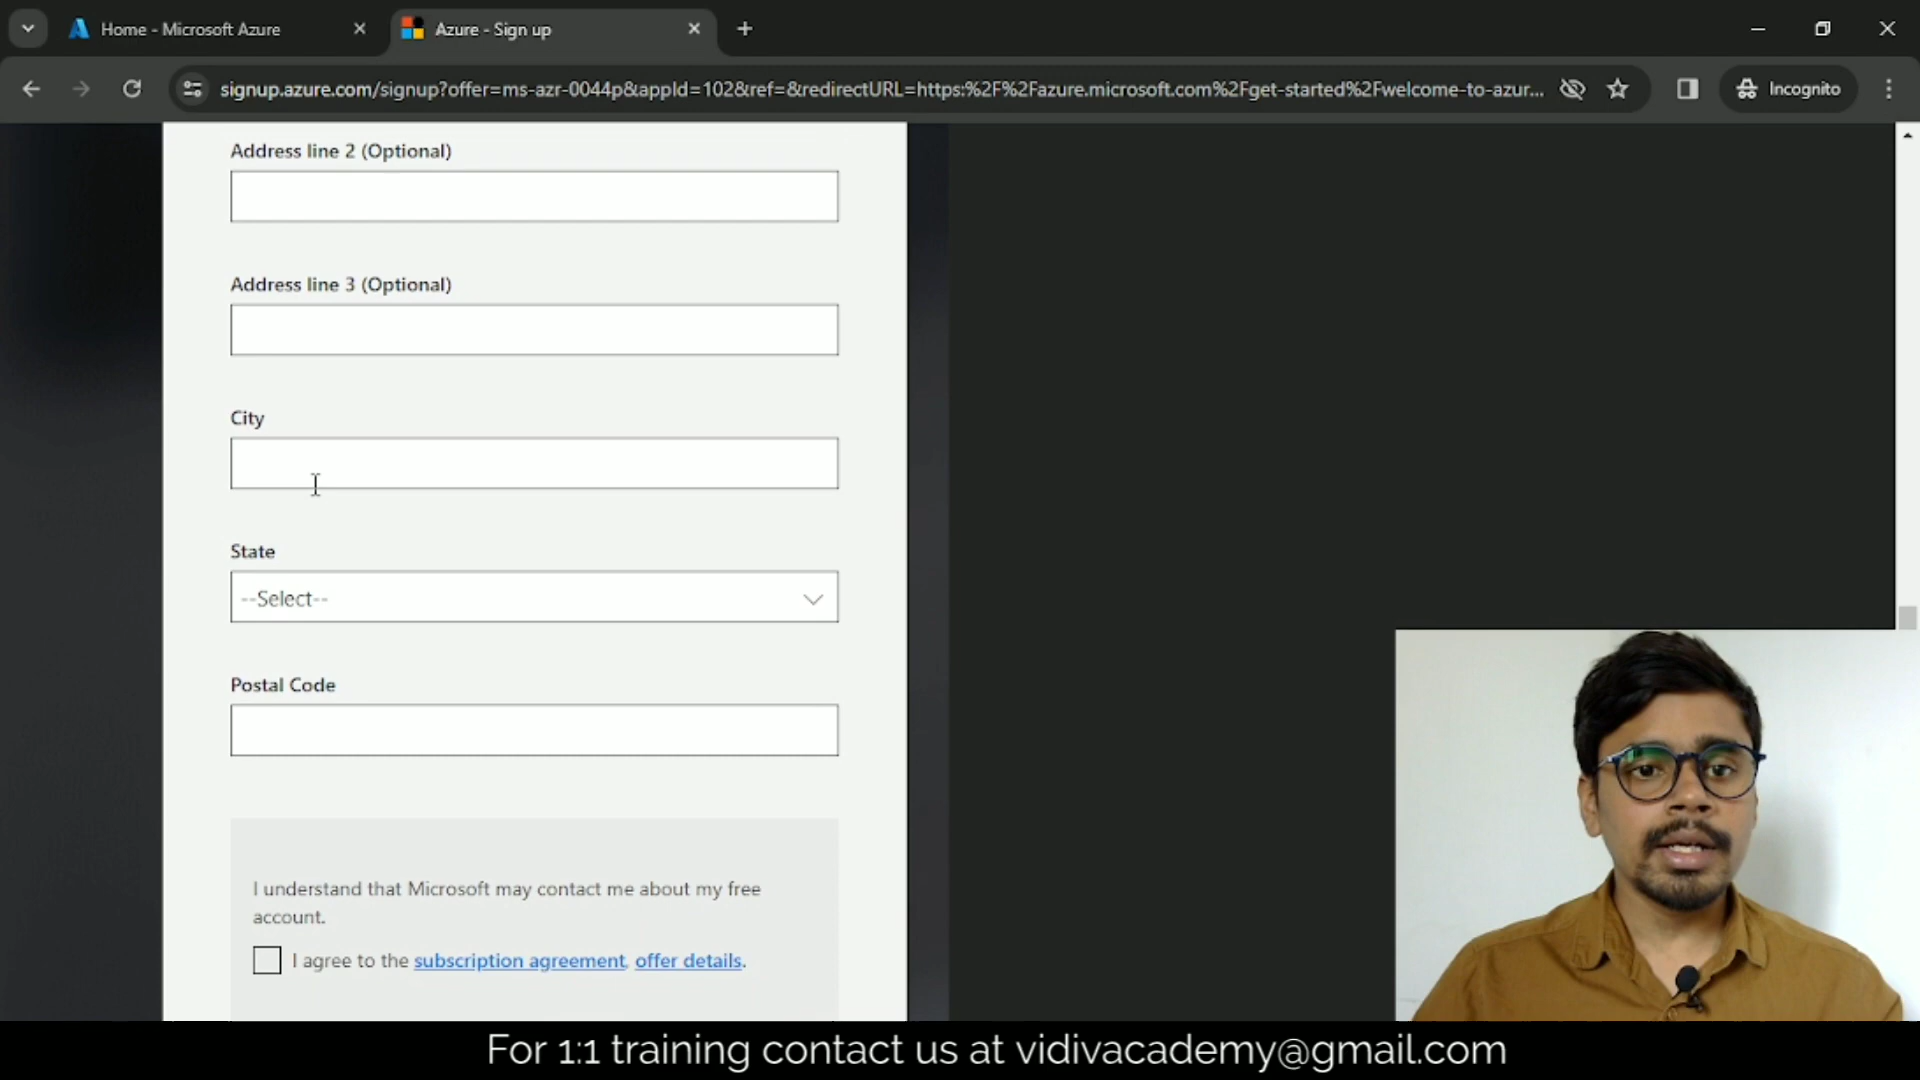 Home - Microsoft Azure
Azure - Sign up
signup.azure.com/signup?offer=ms-azr-0044p&appId=102&ref=&redirectURL=https:%2F%2Fazure.microsoft.com%2Fget-started%2Fwelcome-to-azur...
Incognito
Address line 2 (Optional)
Address line 3 (Optional)
City
State
--Select--
Postal Code
I understand that Microsoft may contact me about my free
account.
I agree to the subscription agreement, offer details.
For 1:1 training contact us at vidivacademy@gmail.com